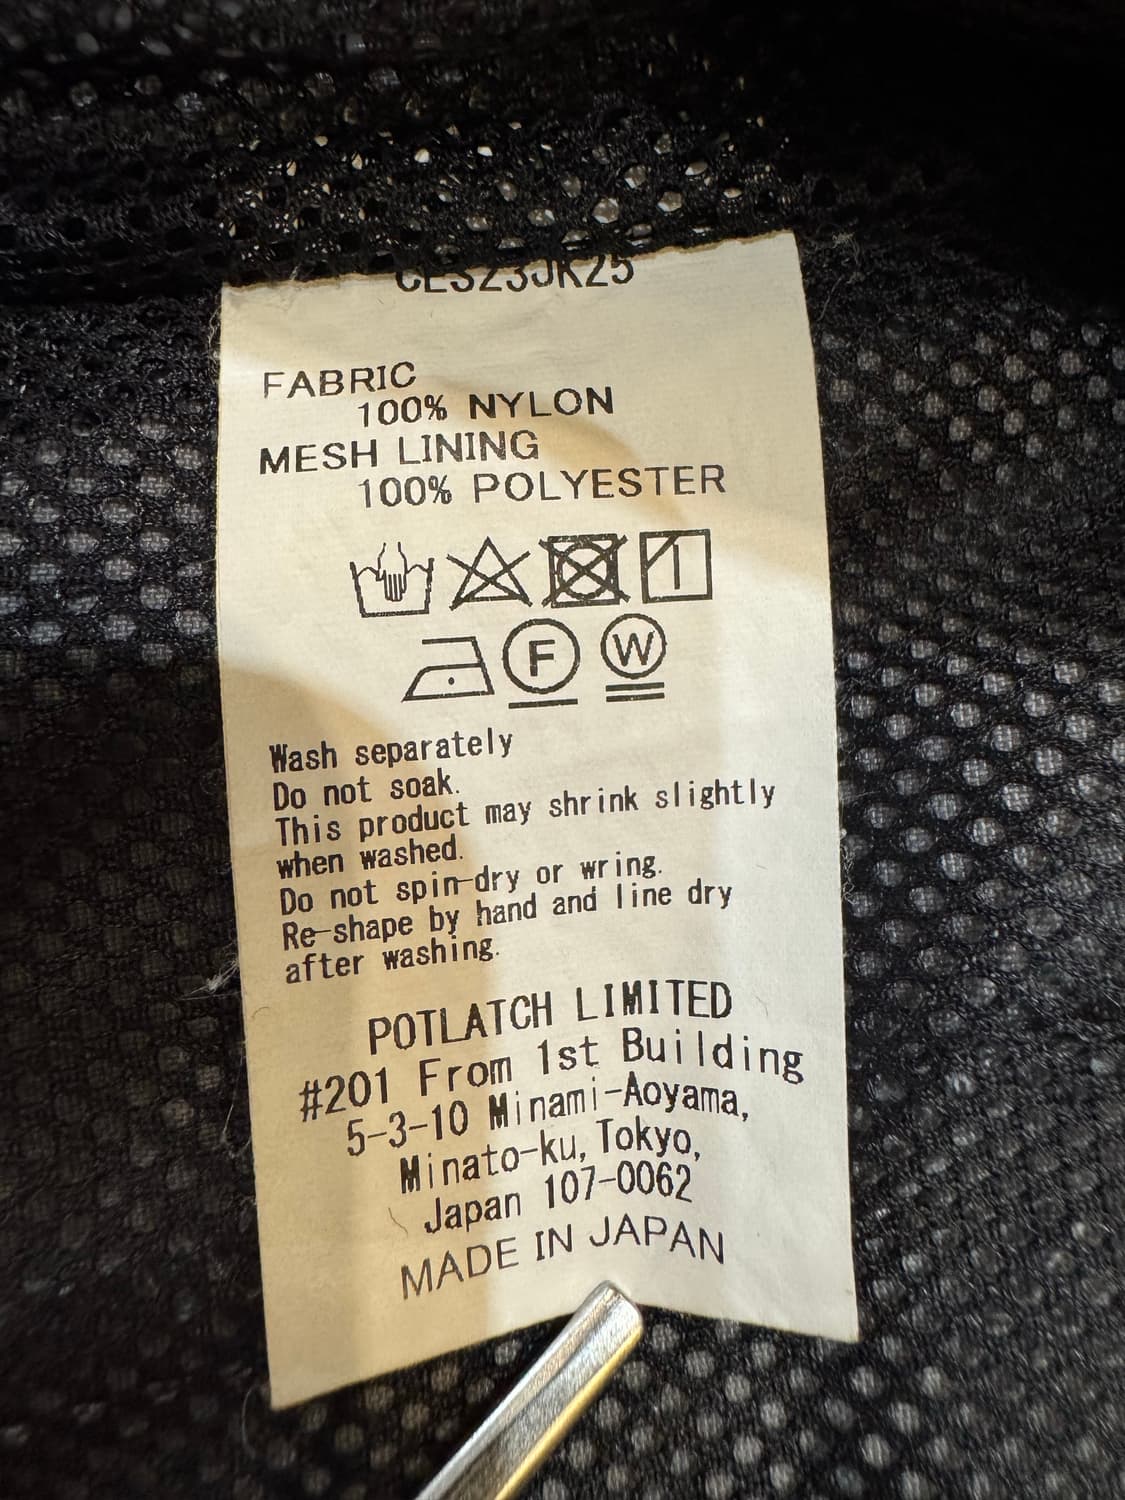 CES23JK25
FABRIC
100% NYLON
MESH LINING
100% POLYESTER
F W
Wash separately
Do not soak.
This product may shrink slightly
when washed.
Do not spin-dry or wring.
Re-shape by hand and line dry
after washing.
POTLATCH LIMITED
#201 From 1st Building
5-3-10 Minami-Aoyama,
Minato-ku, Tokyo,
Japan 107-0062
MADE IN JAPAN